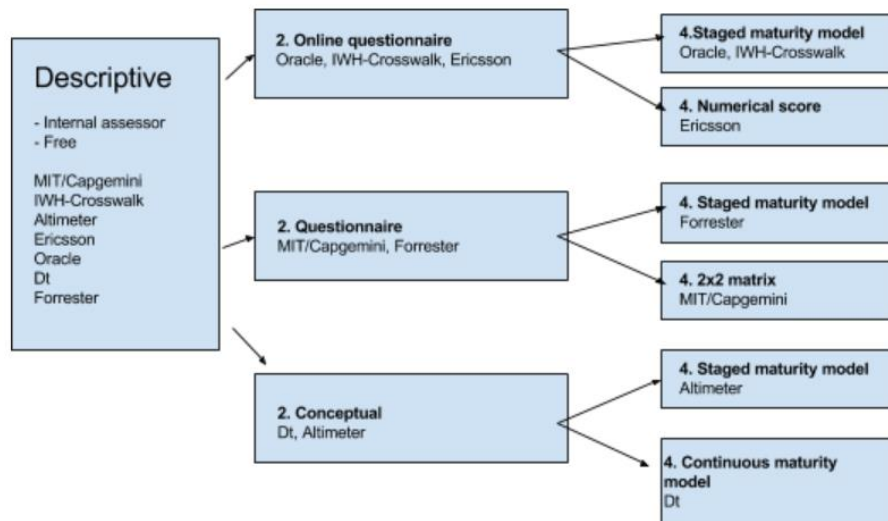 Descriptive
- Internal assessor
- Free
MIT/Capgemini
IWH-Crosswalk
Altimeter
Ericsson
Oracle
Dt
Forrester
2. Online questionnaire
Oracle, IWH-Crosswalk, Ericsson
4.Staged maturity model
Oracle, IWH-Crosswalk
4. Numerical score
Ericsson
2. Questionnaire
MIT/Capgemini, Forrester
4. Staged maturity model
Forrester
4. 2x2 matrix
MIT/Capgemini
2. Conceptual
Dt, Altimeter
4. Staged maturity model
Altimeter
4. Continuous maturity
model
Dt